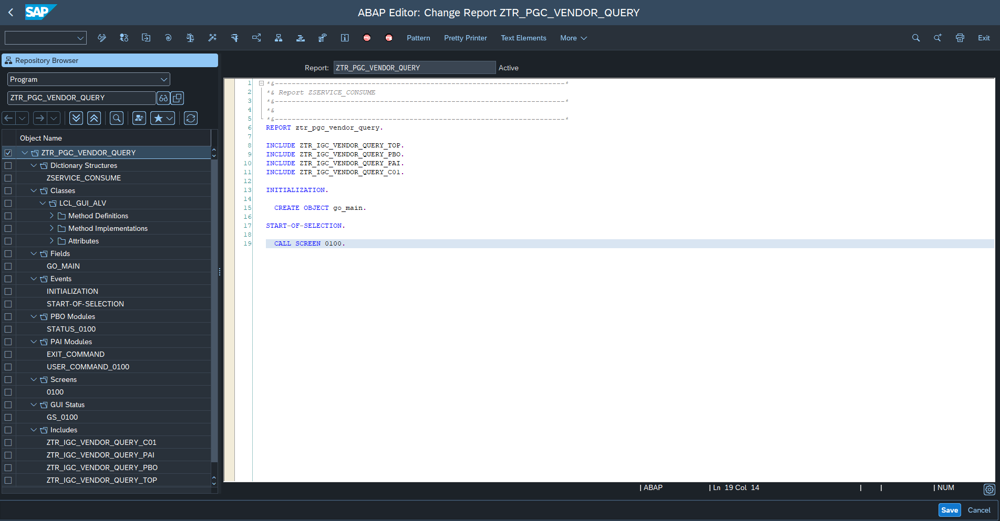 SAP
ABAP Editor: Change Report ZTR_PGC_VENDOR_QUERY
Pattern Pretty Printer Text Elements More Exit
Repository Browser
Program
ZTR_PGC_VENDOR_QUERY
Object Name
ZTR_PGC_VENDOR_QUERY
Dictionary Structures
ZSERVICE_CONSUME
Classes
LCL_GUI_ALV
Method Definitions
Method Implementations
Attributes
Fields
GO_MAIN
Events
INITIALIZATION
START-OF-SELECTION
PBO Modules
STATUS_0100
PAI Modules
EXIT_COMMAND
USER_COMMAND_0100
Screens
0100
GUI Status
GS_0100
Includes
ZTR_IGC_VENDOR_QUERY_C01
ZTR_IGC_VENDOR_QUERY_PAI
ZTR_IGC_VENDOR_QUERY_PBO
ZTR_IGC_VENDOR_QUERY_TOP
Report: ZTR_PGC_VENDOR_QUERY Active
1 *&---------------------------------------------------------------------*
2 *& Report ZSERVICE_CONSUME
3 *&---------------------------------------------------------------------*
4 *&
5 *&---------------------------------------------------------------------*
6 REPORT ztr_pgc_vendor_query.
7
8 INCLUDE ZTR_IGC_VENDOR_QUERY_TOP.
9 INCLUDE ZTR_IGC_VENDOR_QUERY_PBO.
10 INCLUDE ZTR_IGC_VENDOR_QUERY_PAI.
11 INCLUDE ZTR_IGC_VENDOR_QUERY_C01.
12
13 INITIALIZATION.
14
15 CREATE OBJECT go_main.
16
17 START-OF-SELECTION.
18
19 CALL SCREEN 0100.
| ABAP | Ln 19 Col 14 | | | NUM
Save Cancel